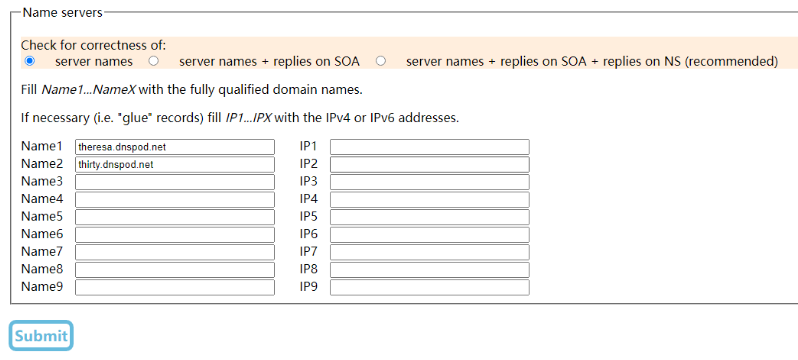 Name servers
Check for correctness of:
server names server names + replies on SOA server names + replies on SOA + replies on NS (recommended)
Fill Name1...NameX with the fully qualified domain names.
If necessary (i.e. "glue" records) fill IP1...IPX with the IPv4 or IPv6 addresses.
Name1 theresa.dnspod.net IP1
Name2 thirty.dnspod.net IP2
Name3 IP3
Name4 IP4
Name5 IP5
Name6 IP6
Name7 IP7
Name8 IP8
Name9 IP9
Submit